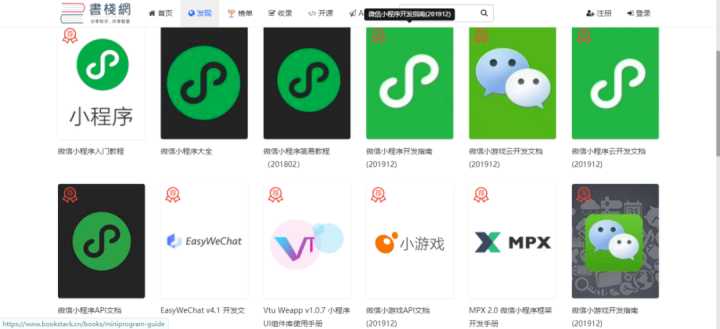 書棧網
分享知识,共享智慧
首页
发现
榜单
收录
开源
A
微信小程序开发指南(201912)
注册
登录
小程序
微信小程序入门教程
微信小程序大全
微信小程序简易教程
(201802)
微信小程序开发指南
(201912)
微信小游戏云开发文档
(201912)
微信小程序云开发文档
(201912)
EasyWeChat
VT
小游戏
MPX
微信小程序API文档
(201912)
EasyWeChat v4.1 开发文
Vtu Weapp v1.0.7 小程序
UI组件库使用手册
微信小游戏API文档
(201912)
MPX 2.0 微信小程序框架
开发手册
微信小游戏开发指南
(201912)
https://www.bookstack.cn/books/miniprogram-guide